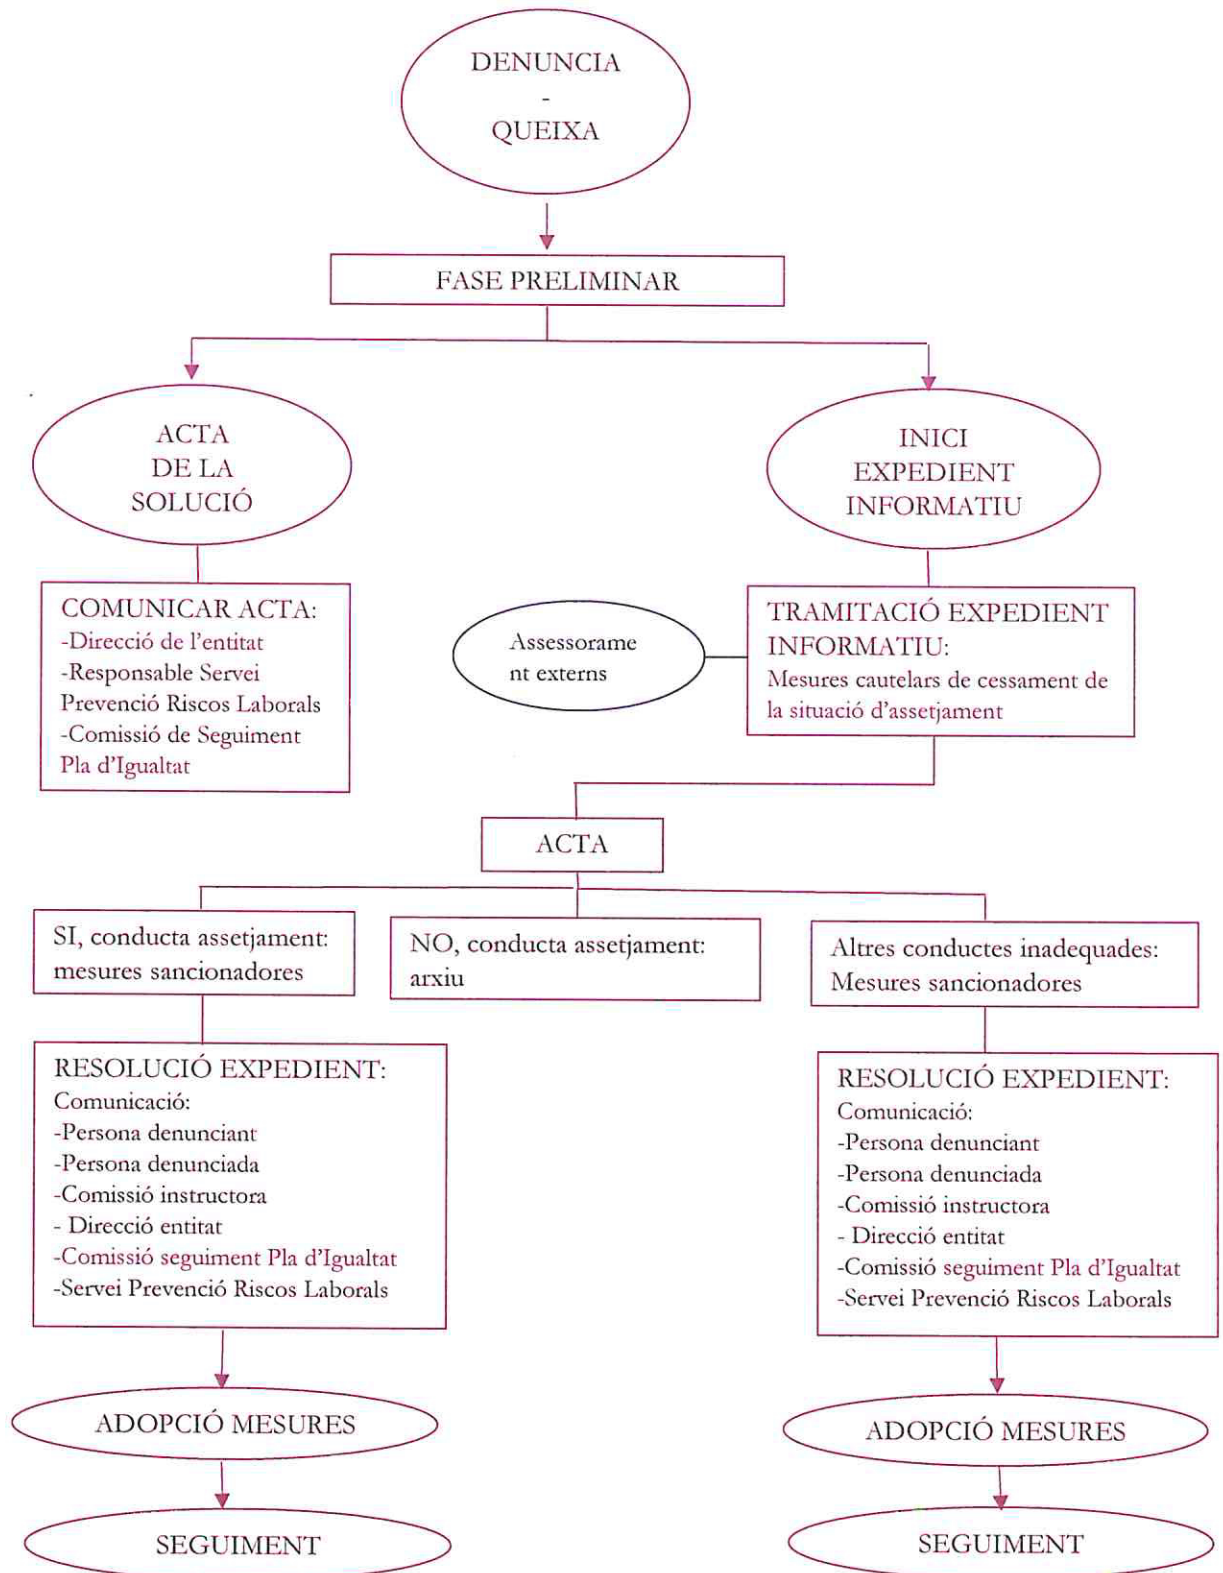 DENUNCIA
-
QUEIXA
FASE PRELIMINAR
ACTA
DE LA
SOLUCIÓ
INICI
EXPEDIENT
INFORMATIU
COMUNICAR ACTA:
-Direcció de l'entitat
-Responsable Servei
Prevenció Riscos Laborals
-Comissió de Seguiment
Pla d'Igualtat
Assessorame
nt externs
TRAMITACIÓ EXPEDIENT
INFORMATIU:
Mesures cautelars de cessament de
la situació d'assetjament
ACTA
SI, conducta assetjament:
mesures sancionadores
NO, conducta assetjament:
arxiu
Altres conductes inadequades:
Mesures sancionadores
RESOLUCIÓ EXPEDIENT:
Comunicació:
-Persona denunciant
-Persona denunciada
-Comissió instructora
- Direcció entitat
-Comissió seguiment Pla d'Igualtat
-Servei Prevenció Riscos Laborals
RESOLUCIÓ EXPEDIENT:
Comunicació:
-Persona denunciant
-Persona denunciada
-Comissió instructora
- Direcció entitat
-Comissió seguiment Pla d'Igualtat
-Servei Prevenció Riscos Laborals
ADOPCIÓ MESURES
ADOPCIÓ MESURES
SEGUIMENT
SEGUIMENT